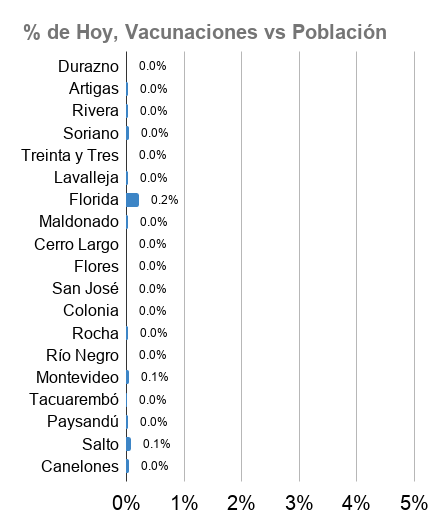 % de Hoy, Vacunaciones vs Población
Durazno 0.0%
Artigas 0.0%
Rivera 0.0%
Soriano 0.0%
Treinta y Tres 0.0%
Lavalleja 0.0%
Florida 0.2%
Maldonado 0.0%
Cerro Largo 0.0%
Flores 0.0%
San José 0.0%
Colonia 0.0%
Rocha 0.0%
Río Negro 0.0%
Montevideo 0.1%
Tacuarembó 0.0%
Paysandú 0.0%
Salto 0.1%
Canelones 0.0%
0% 1% 2% 3% 4% 5%